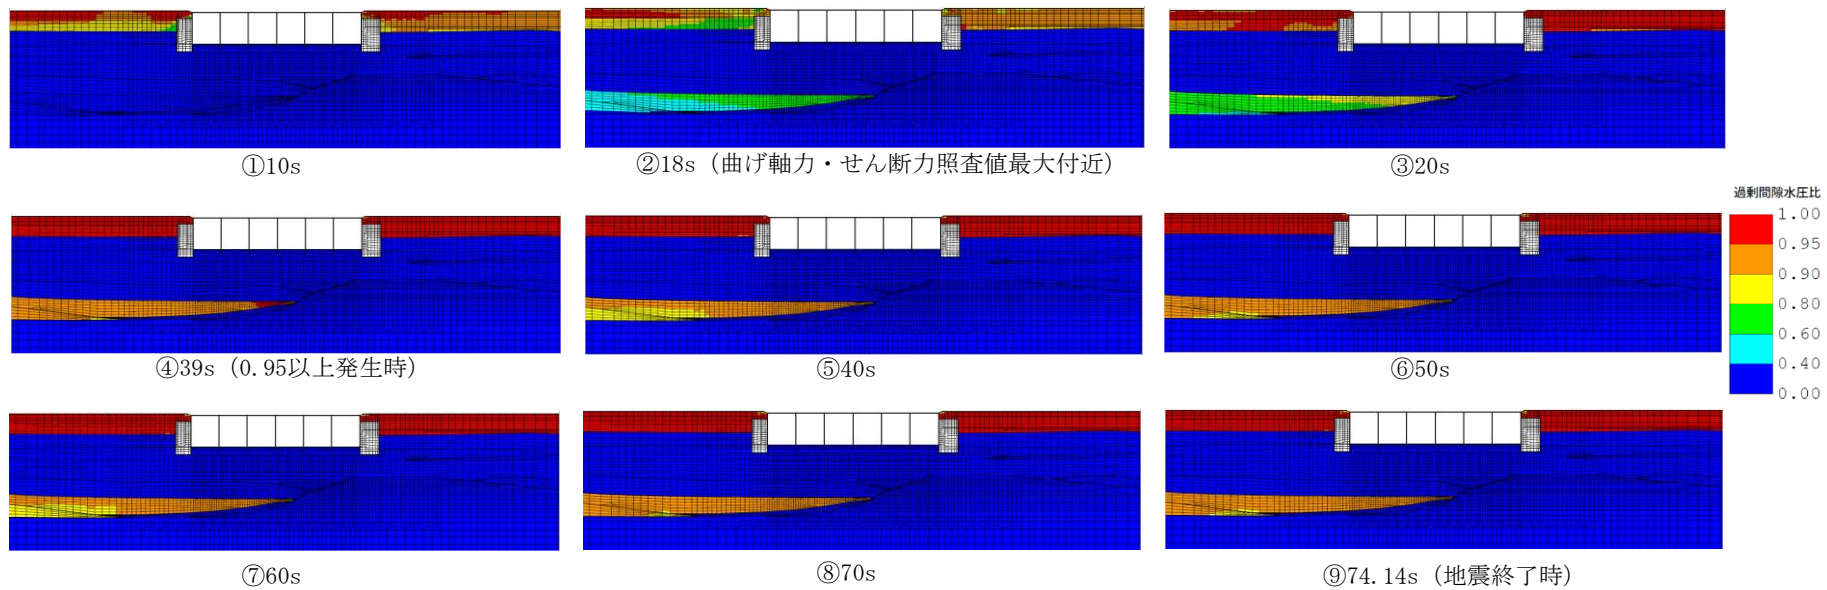 ①10s
②18s（曲げ軸力・せん断力照査値最大付近）
③20s
過剰間隙水圧比
1.00
0.95
0.90
0.80
0.60
0.40
0.00
④39s（0.95以上発生時）
⑤40s
⑥50s
⑦60s
⑧70s
⑨74.14s（地震終了時）